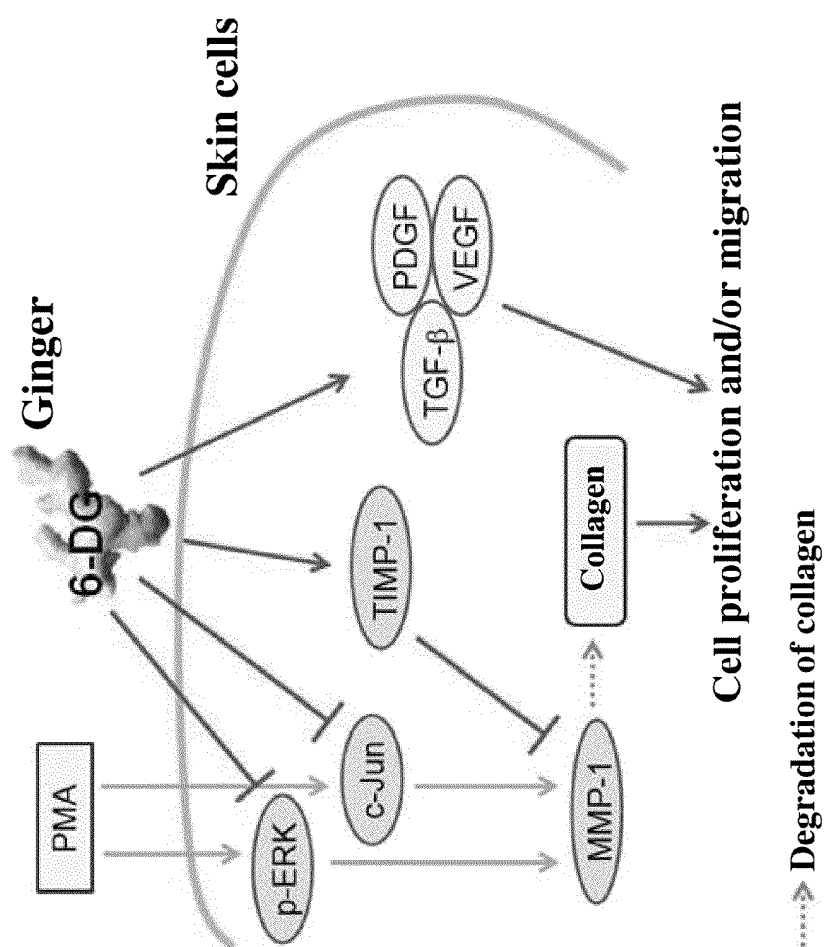 Ginger
6-DG
Skin cells
PMA
p-ERK
c-Jun
TIMP-1
TGF-β
PDGF
VEGF
MMP-1
Collagen
Cell proliferation and/or migration
Degradation of collagen